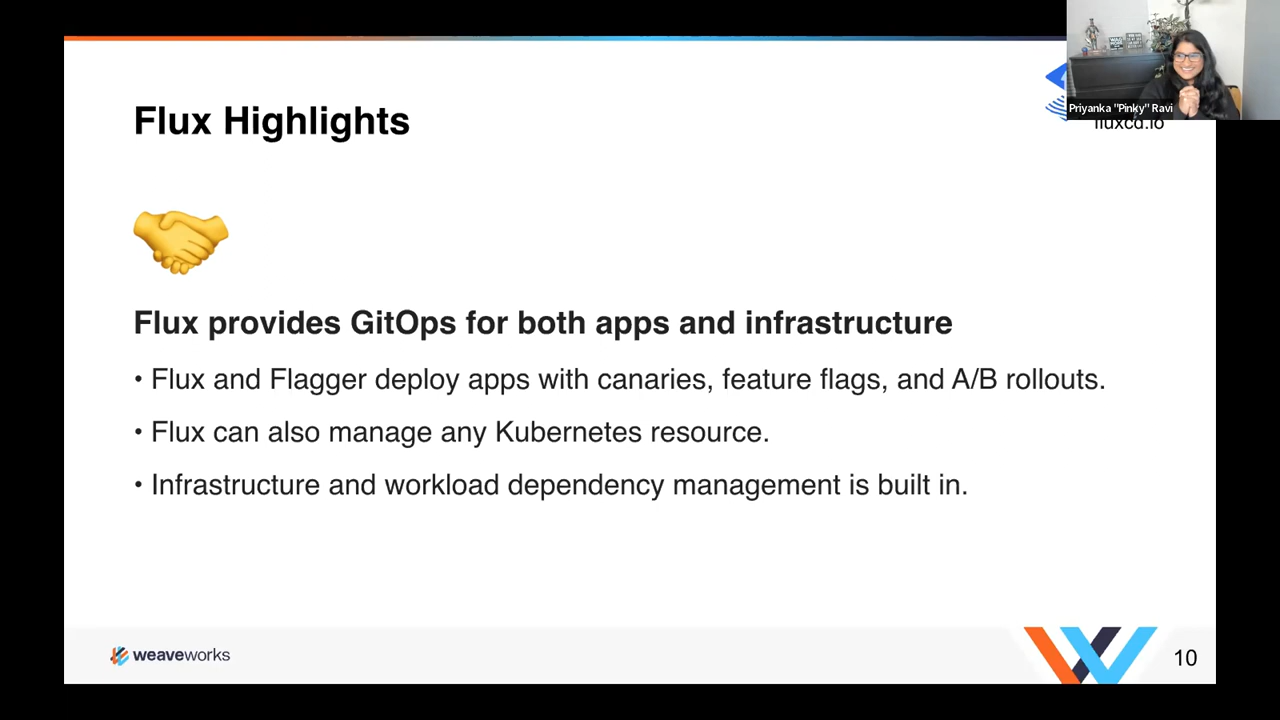 Flux Highlights
Priyanka "Pinky" Ravi
fluxcd.io
Flux provides GitOps for both apps and infrastructure
• Flux and Flagger deploy apps with canaries, feature flags, and A/B rollouts.
• Flux can also manage any Kubernetes resource.
• Infrastructure and workload dependency management is built in.
weaveworks
10